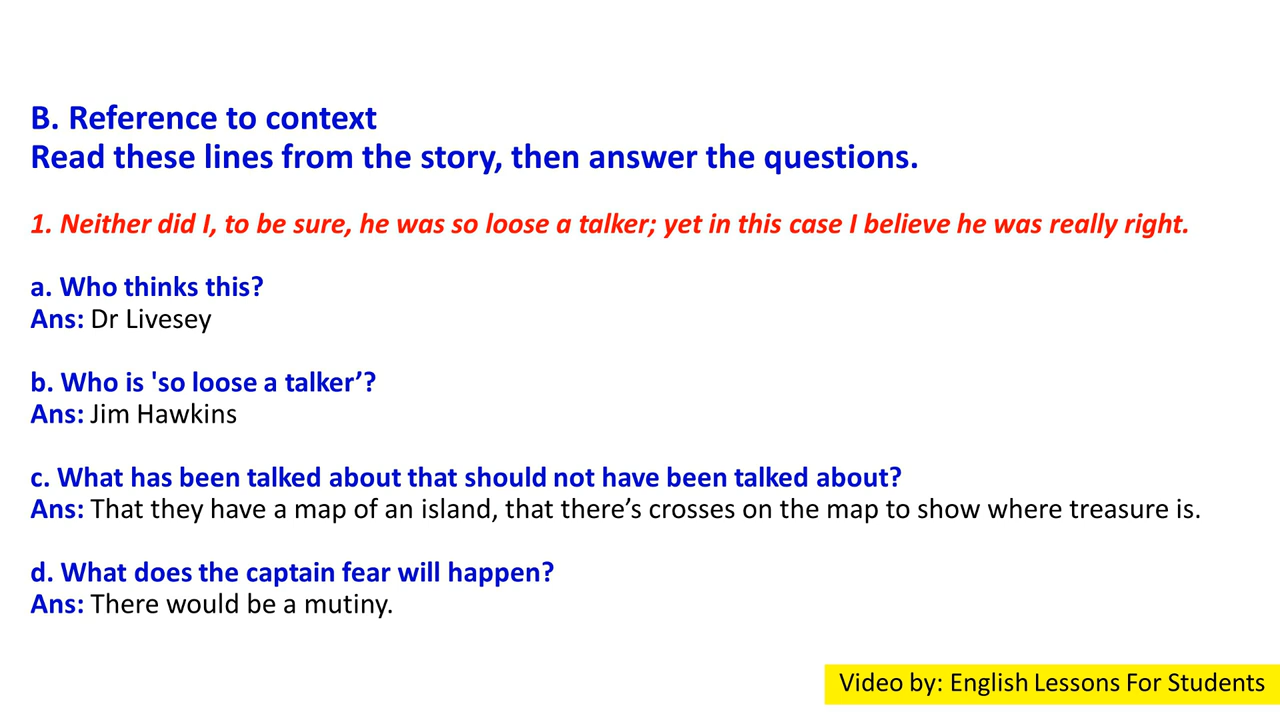 B. Reference to context
Read these lines from the story, then answer the questions.
1. Neither did I, to be sure, he was so loose a talker; yet in this case I believe he was really right.
a. Who thinks this?
Ans: Dr Livesey
b. Who is 'so loose a talker’?
Ans: Jim Hawkins
c. What has been talked about that should not have been talked about?
Ans: That they have a map of an island, that there’s crosses on the map to show where treasure is.
d. What does the captain fear will happen?
Ans: There would be a mutiny.
Video by: English Lessons For Students